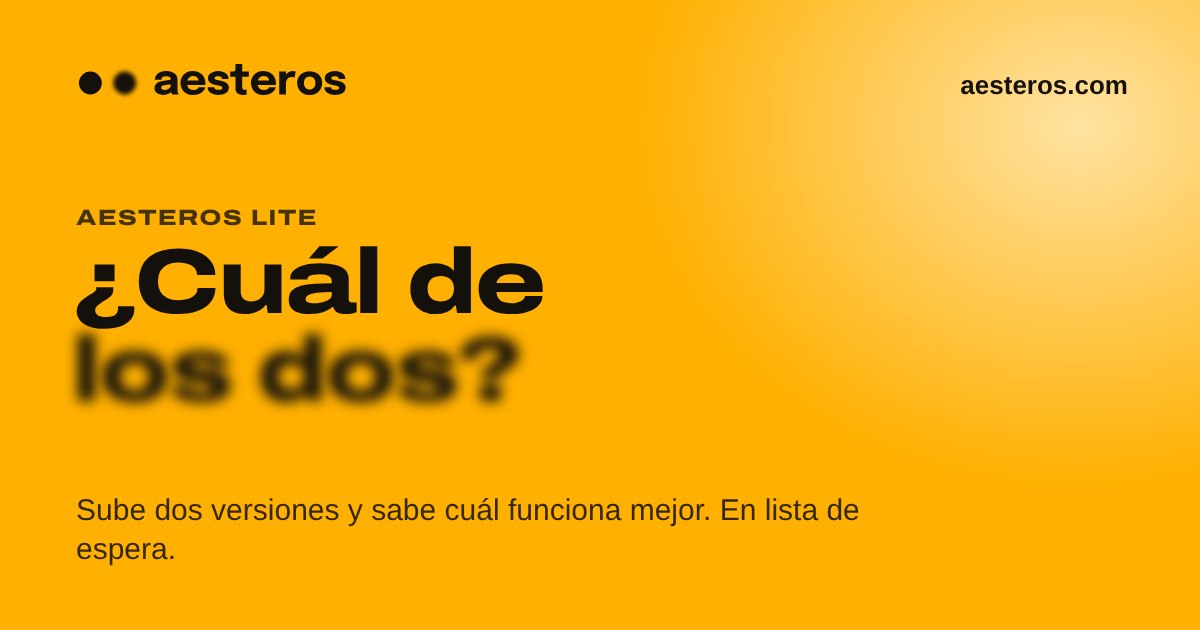 aesteros
aesteros.com
AESTEROS LITE
¿Cuál de
los dos?
Sube dos versiones y sabe cuál funciona mejor. En lista de
espera.